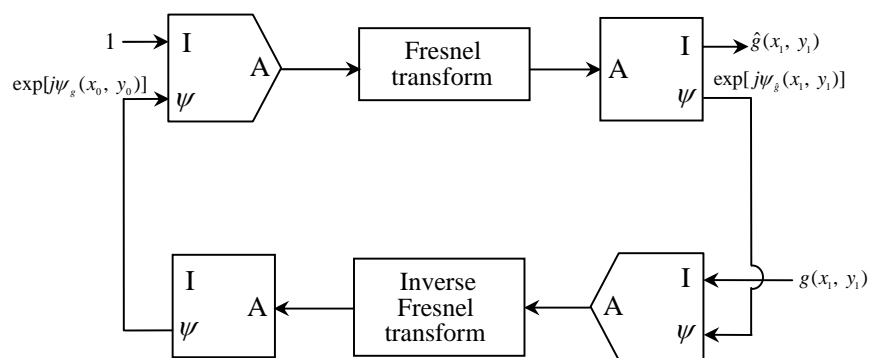 1
I
A
ψ
exp[jψ_g(x_0, y_0)]
Fresnel
transform
A
I
ψ
ĝ(x_1, y_1)
exp[jψ_ĝ(x_1, y_1)]
I
A
ψ
Inverse
Fresnel
transform
A
I
ψ
g(x_1, y_1)